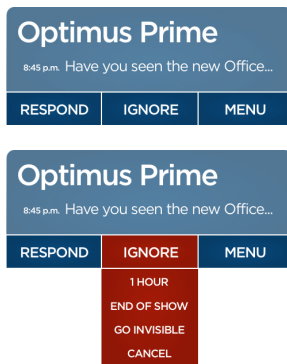 Optimus Prime
8:45 p.m. Have you seen the new Office...
RESPOND IGNORE MENU
Optimus Prime
8:45 p.m. Have you seen the new Office...
RESPOND IGNORE MENU
1 HOUR
END OF SHOW
GO INVISIBLE
CANCEL